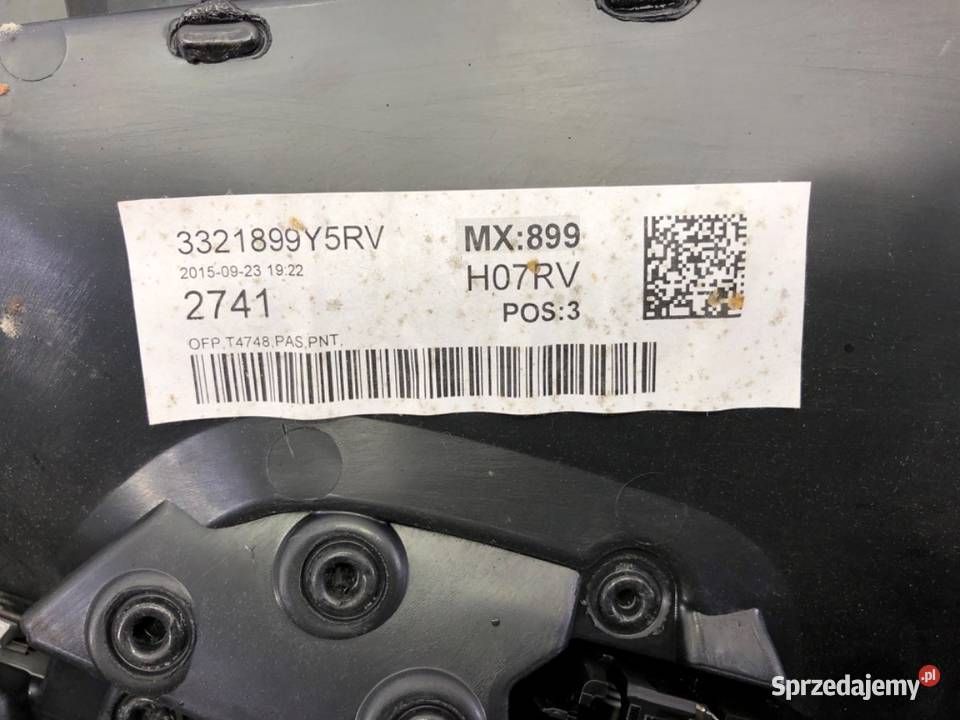 3321899Y5RV
2015-09-23 19:22
2741
MX:899
H07RV
POS:3
OFP,T4748,PAS,PNT,
Sprzedajemy.pl